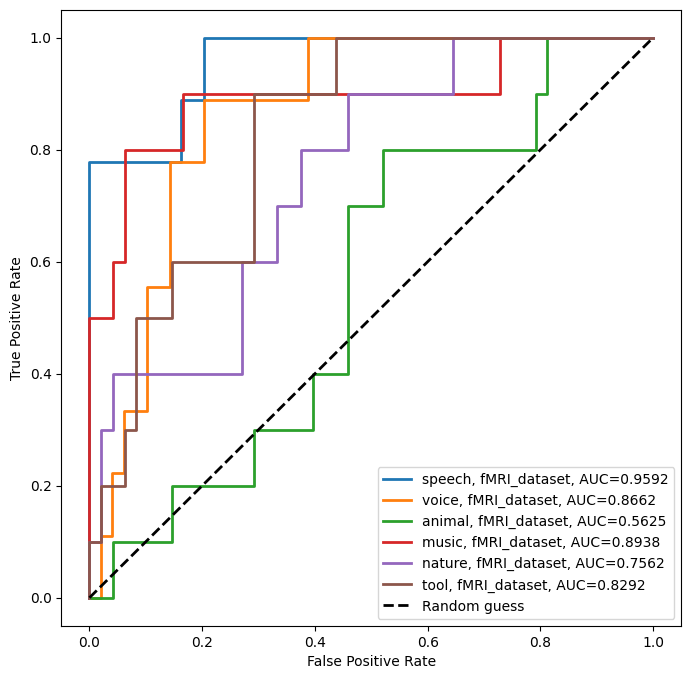 1.0
0.8
0.6
0.4
0.2
0.0
True Positive Rate
speech, fMRI_dataset, AUC=0.9592
voice, fMRI_dataset, AUC=0.8662
animal, fMRI_dataset, AUC=0.5625
music, fMRI_dataset, AUC=0.8938
nature, fMRI_dataset, AUC=0.7562
tool, fMRI_dataset, AUC=0.8292
Random guess
0.0 0.2 0.4 0.6 0.8 1.0
False Positive Rate